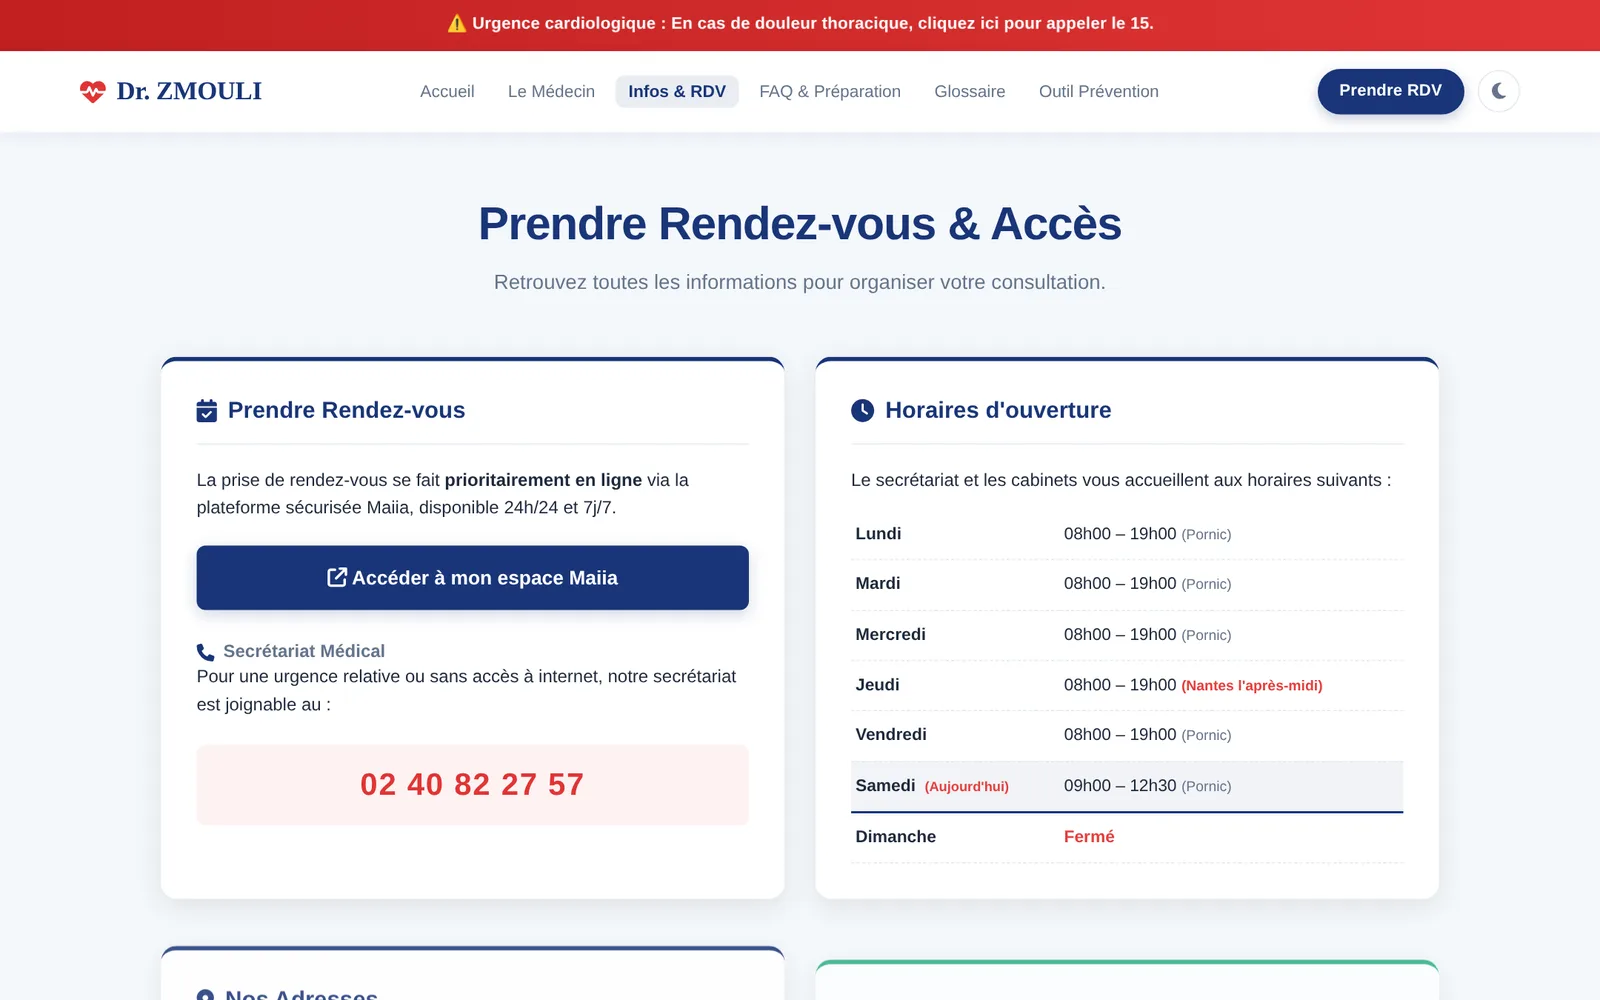 ⚠️ Urgence cardiologique : En cas de douleur thoracique, cliquez ici pour appeler le 15.
Dr. ZMOULI
Accueil
Le Médecin
Infos & RDV
FAQ & Préparation
Glossaire
Outil Prévention
Prendre RDV
Prendre Rendez-vous & Accès
Retrouvez toutes les informations pour organiser votre consultation.
Prendre Rendez-vous
La prise de rendez-vous se fait prioritairement en ligne via la
plateforme sécurisée Maiia, disponible 24h/24 et 7j/7.
Accéder à mon espace Maiia
Secrétariat Médical
Pour une urgence relative ou sans accès à internet, notre secrétariat
est joignable au :
02 40 82 27 57
Horaires d'ouverture
Le secrétariat et les cabinets vous accueillent aux horaires suivants :
Lundi 08h00 – 19h00 (Pornic)
Mardi 08h00 – 19h00 (Pornic)
Mercredi 08h00 – 19h00 (Pornic)
Jeudi 08h00 – 19h00 (Nantes l'après-midi)
Vendredi 08h00 – 19h00 (Pornic)
Samedi (Aujourd'hui) 09h00 – 12h30 (Pornic)
Dimanche Fermé
Nos Adresses